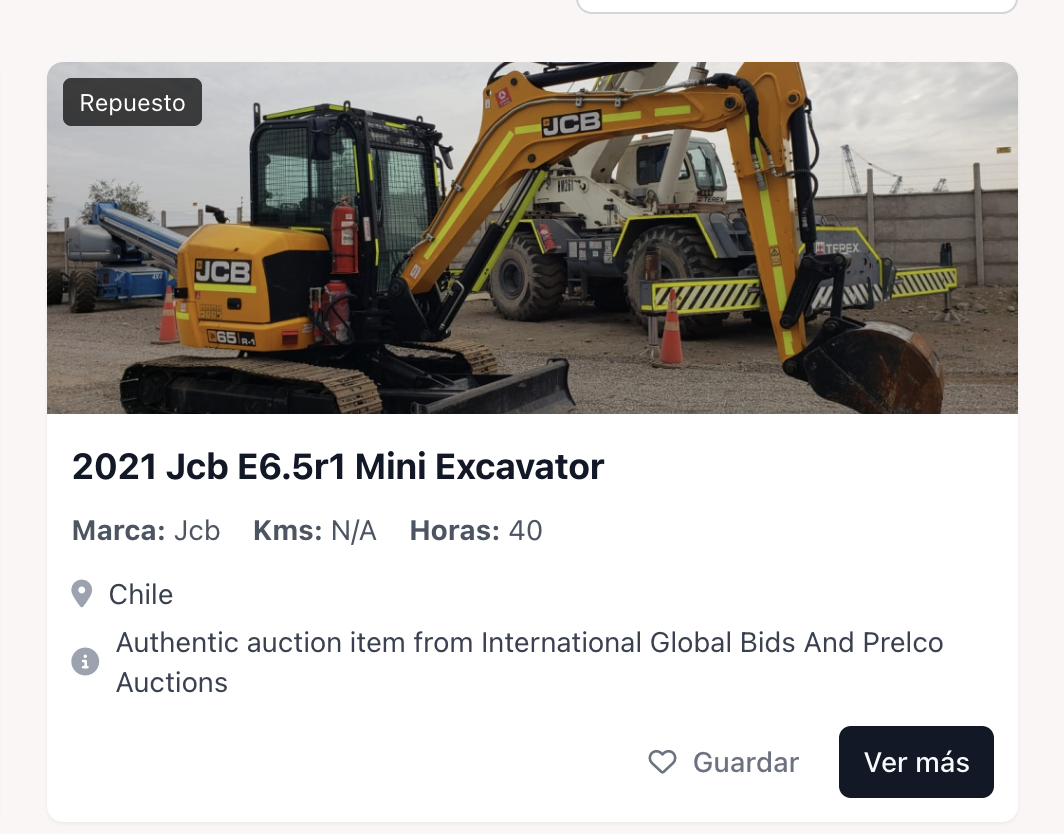 Repuesto
JCB
TEREX
TEREX
JCB
65 R-1
2021 Jcb E6.5r1 Mini Excavator
Marca: Jcb Kms: N/A Horas: 40
Chile
Authentic auction item from International Global Bids And Prelco
Auctions
Guardar
Ver más